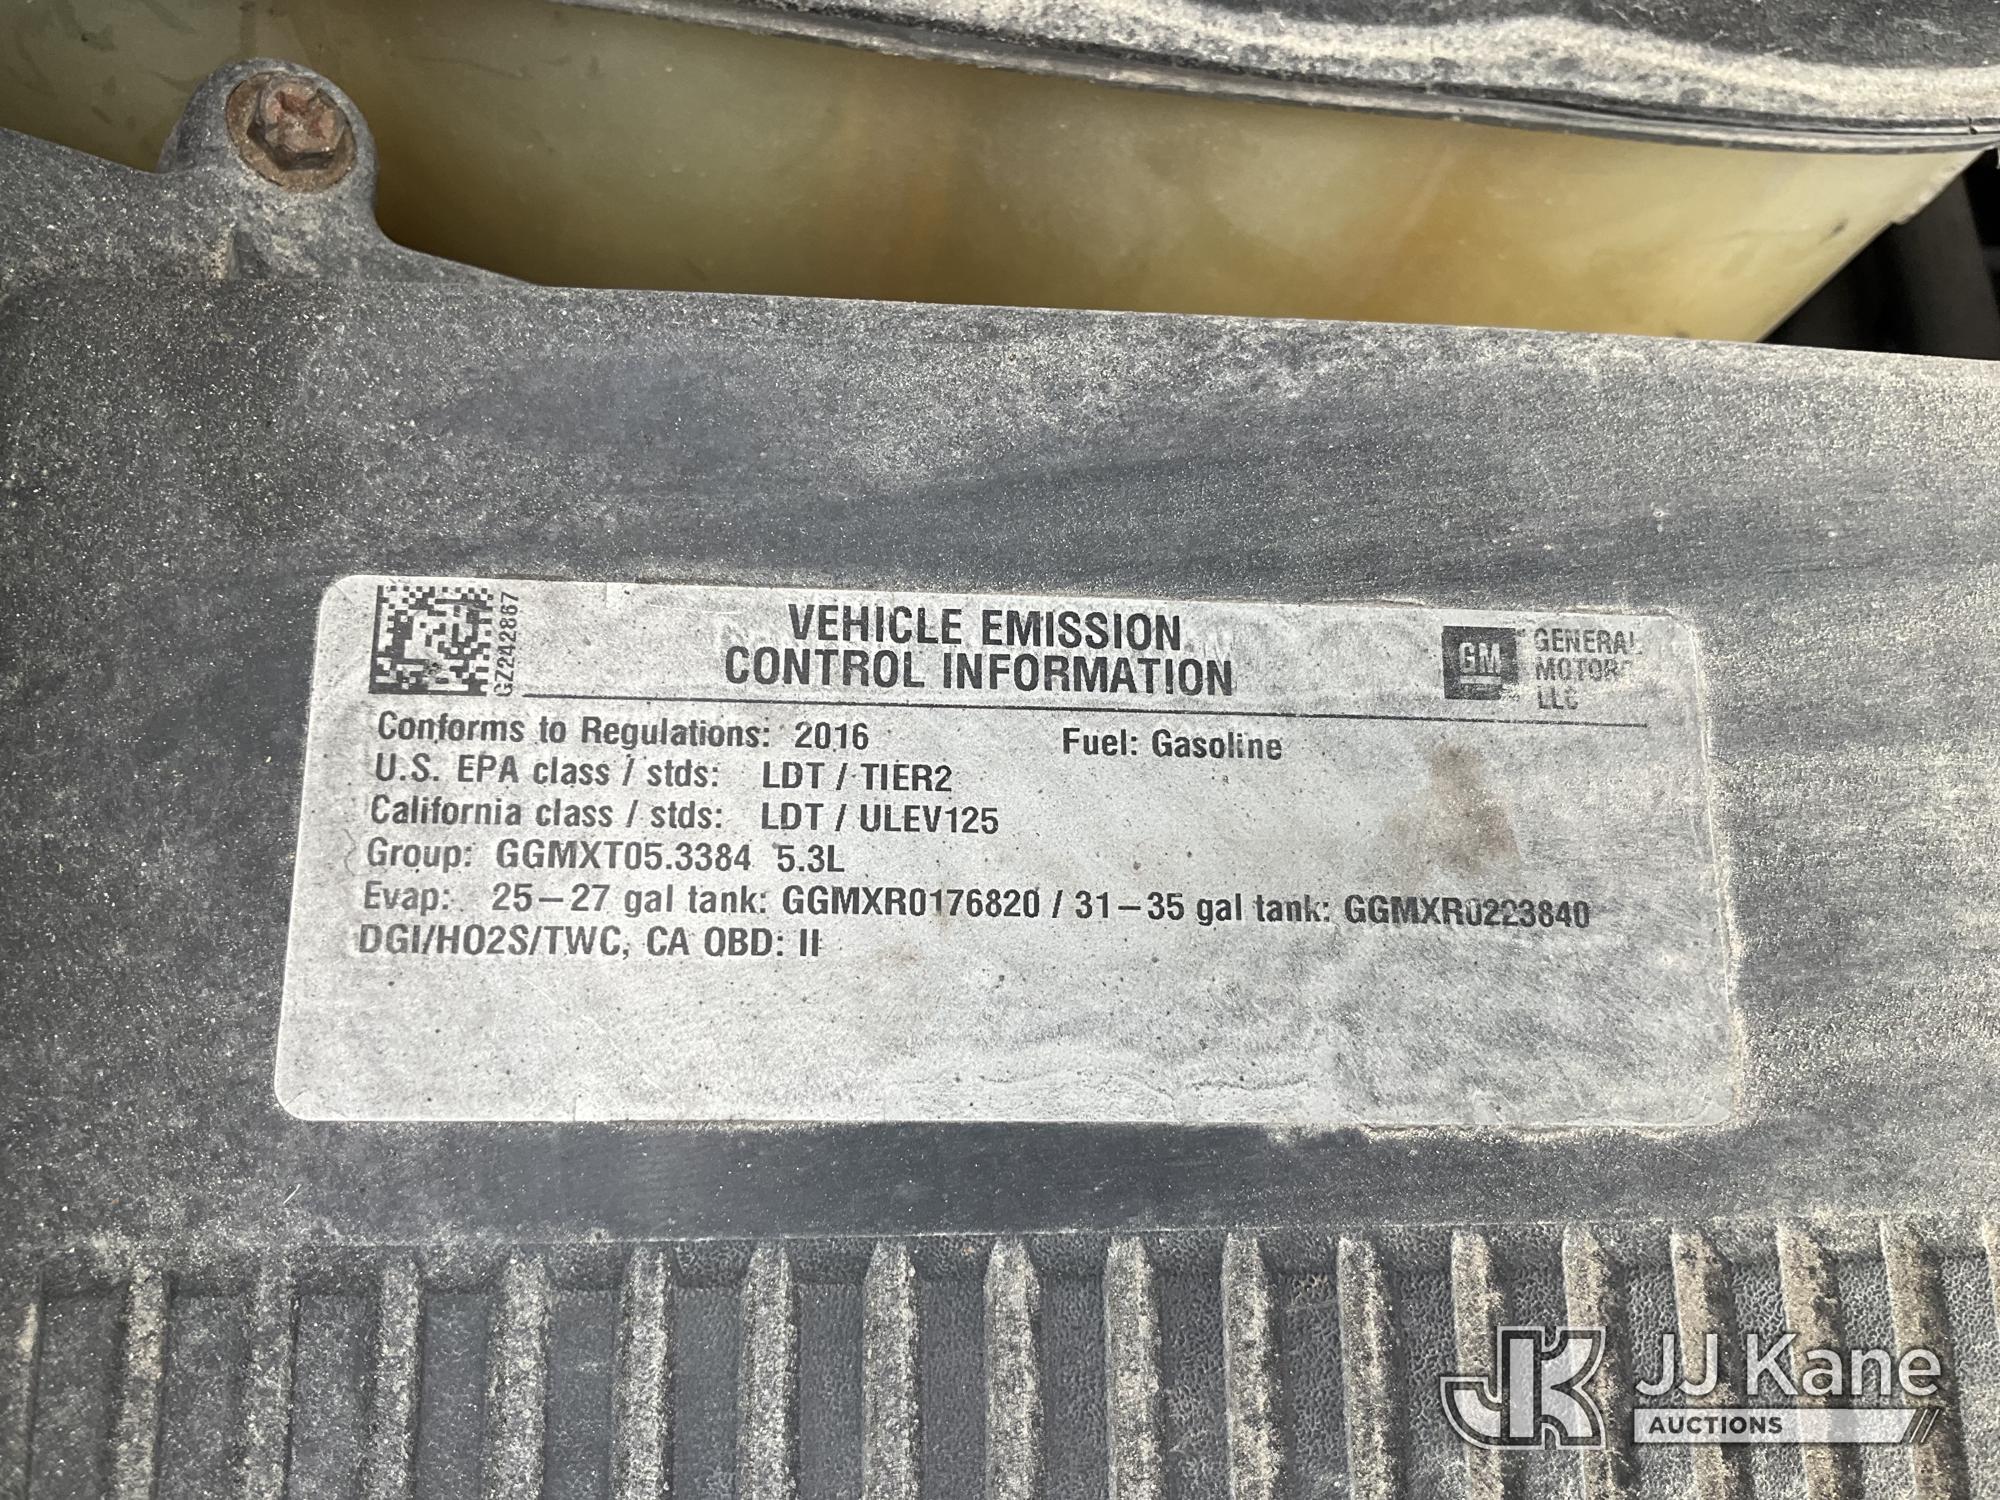 GZ242867
VEHICLE EMISSION
CONTROL INFORMATION
GM
GENERAL
MOTORS
LLC
Conforms to Regulations: 2016 Fuel: Gasoline
U.S. EPA class / stds: LDT / TIER2
California class / stds: LDT / ULEV125
Group: GGMXT05.3384 5.3L
Evap: 25–27 gal tank: GGMXR0176820 / 31–35 gal tank: GGMXR0223840
DGI/HO2S/TWC, CA OBD: II
JK JJ Kane
AUCTIONS